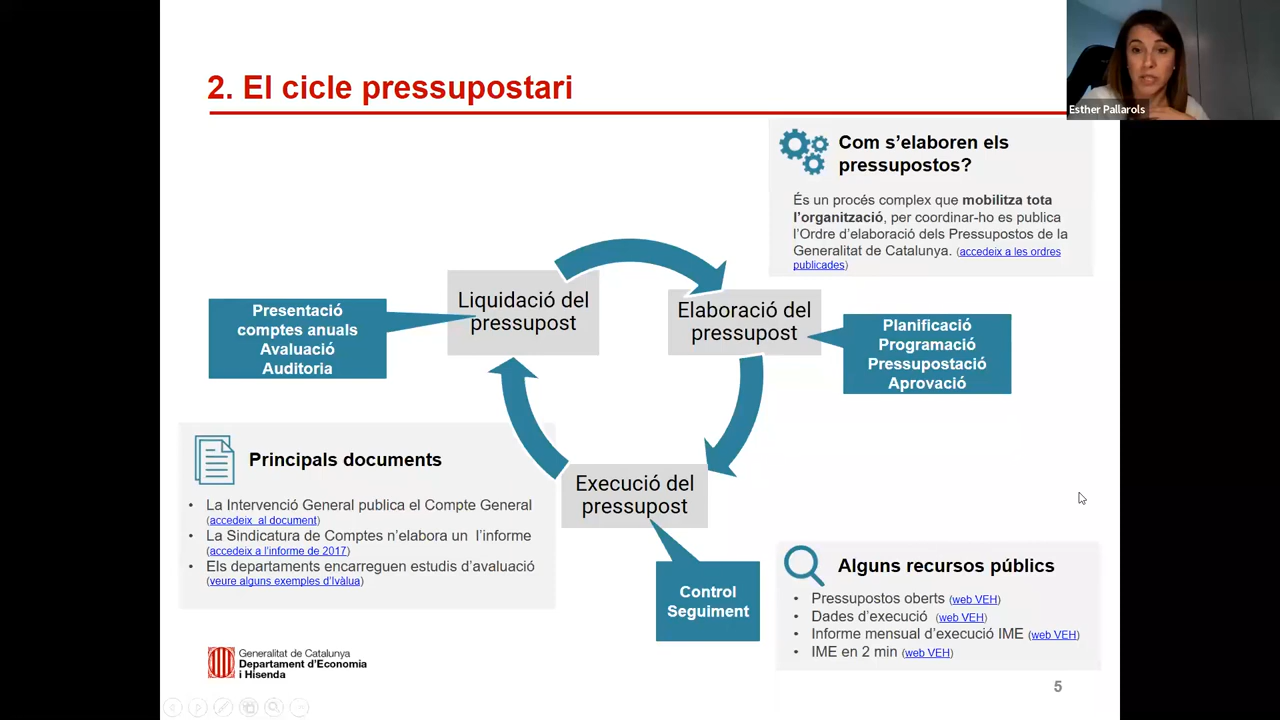 2. El cicle pressupostari
Esther Pallarols
Com s’elaboren els
pressupostos?
És un procés complex que mobilitza tota
l’organització, per coordinar-ho es publica
l’Ordre d’elaboració dels Pressupostos de la
Generalitat de Catalunya. (accedeix a les ordres
publicades)
Liquidació del
pressupost
Elaboració del
pressupost
Presentació
comptes anuals
Avaluació
Auditoria
Planificació
Programació
Pressupostació
Aprovació
Principals documents
• La Intervenció General publica el Compte General
(accedeix al document)
• La Sindicatura de Comptes n’elabora un l’informe
(accedeix a l’informe de 2017)
• Els departaments encarreguen estudis d’avaluació
(veure alguns exemples d’Ivàlua)
Execució del
pressupost
Control
Seguiment
Alguns recursos públics
• Pressupostos oberts (web VEH)
• Dades d’execució (web VEH)
• Informe mensual d’execució IME (web VEH)
• IME en 2 min (web VEH)
Generalitat de Catalunya
Departament d’Economia
i Hisenda
5